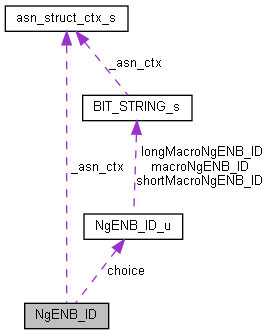 asn_struct_ctx_s
_asn_ctx
BIT_STRING_s
longMacroNgENB_ID
macroNgENB_ID
shortMacroNgENB_ID
_asn_ctx
NgENB_ID_u
choice
NgENB_ID